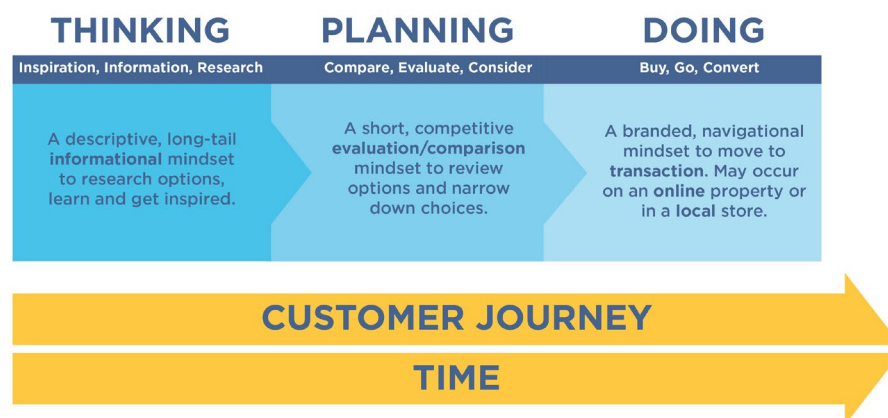 THINKING
PLANNING
DOING
Inspiration, Information, Research
Compare, Evaluate, Consider
Buy, Go, Convert
A descriptive, long-tail
informational mindset
to research options,
learn and get inspired.
A short, competitive
evaluation/comparison
mindset to review
options and narrow
down choices.
A branded, navigational
mindset to move to
transaction. May occur
on an online property or
in a local store.
CUSTOMER JOURNEY
TIME